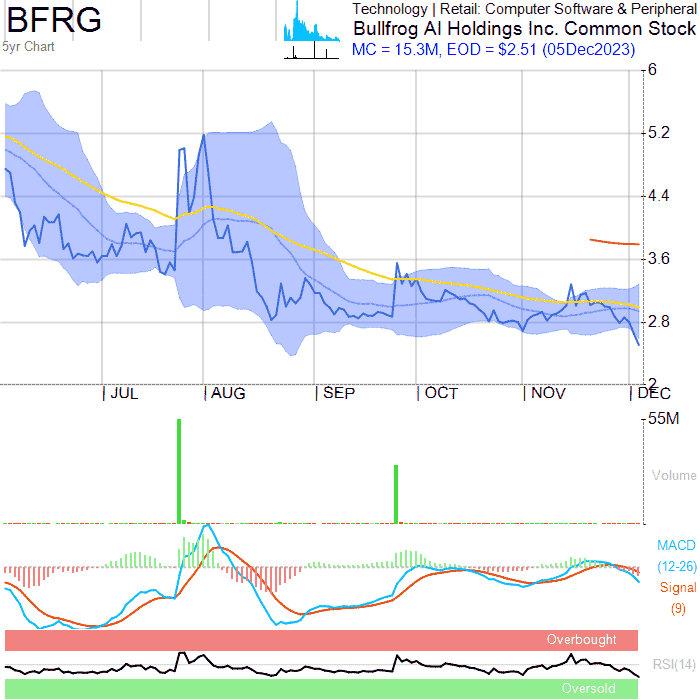 BFRG
5yr Chart
Technology | Retail: Computer Software & Peripheral
Bullfrog AI Holdings Inc. Common Stock
MC = 15.3M, EOD = $2.51 (05Dec2023)
6
5.2
4.4
3.6
2.8
2
JUL
AUG
SEP
OCT
NOV
DEC
55M
Volume
MACD
(12-26)
Signal
(9)
Overbought
RSI(14)
Oversold